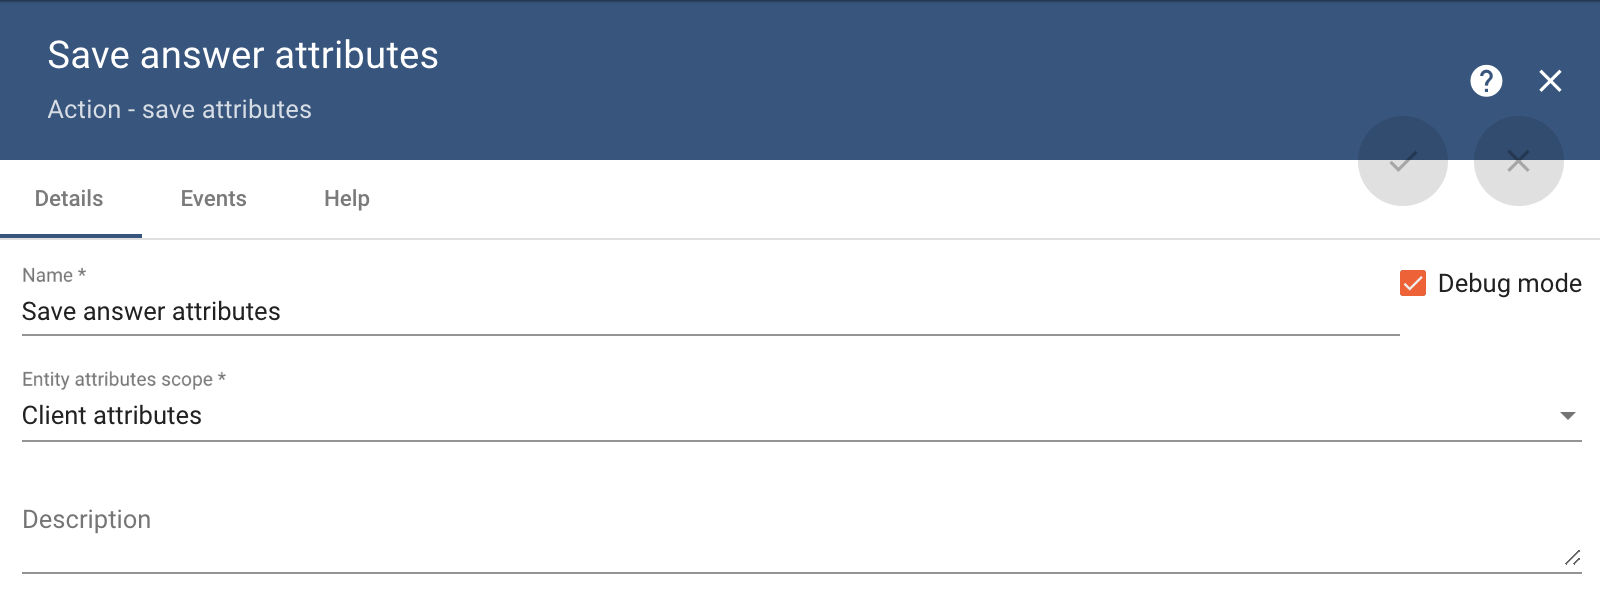 Save answer attributes
Action - save attributes
?
Details Events Help
Name *
Save answer attributes
Debug mode
Entity attributes scope *
Client attributes
Description